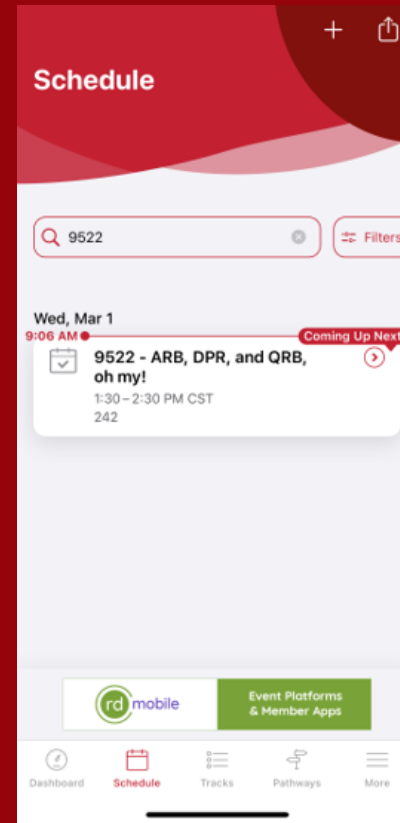 Schedule
9522
Filters
Wed, Mar 1
9:06 AM
Coming Up Next
9522 - ARB, DPR, and QRB,
oh my!
1:30 – 2:30 PM CST
242
rd mobile
Event Platforms
& Member Apps
Dashboard
Schedule
Tracks
Pathways
More